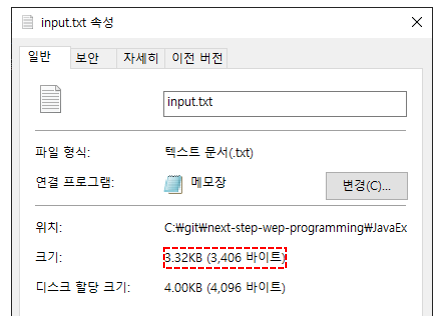 input.txt 속성
일반 보안 자세히 이전 버전
input.txt
파일 형식: 텍스트 문서(.txt)
연결 프로그램: 메모장 변경(C)...
위치: C:₩git₩next-step-wep-programming₩JavaEx
크기: 3.32KB (3,406 바이트)
디스크 할당 크기: 4.00KB (4,096 바이트)